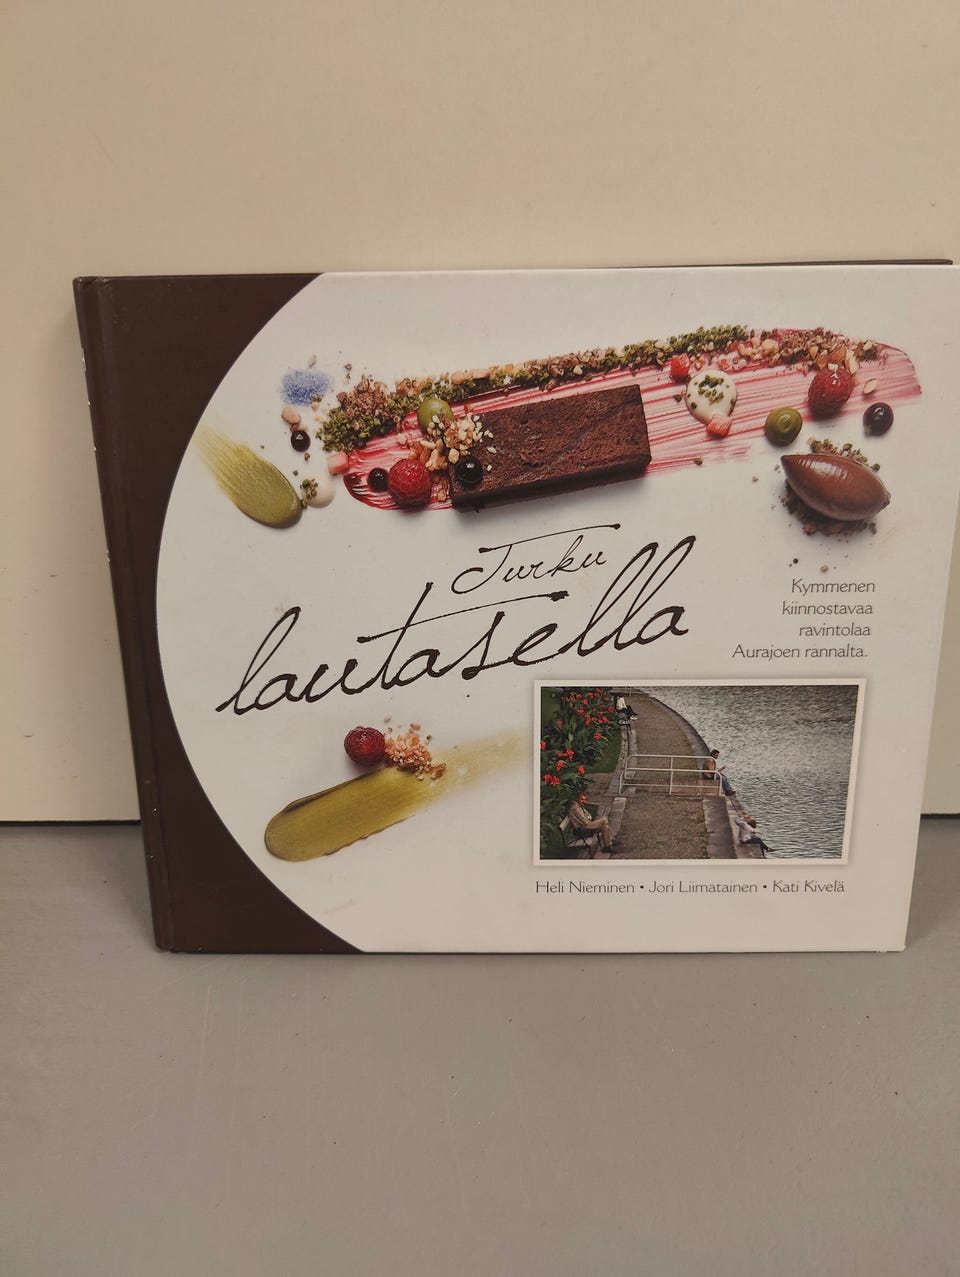 Turku
lautasella
Kymmenen
kiinnostavaa
ravintolaa
Aurajoen rannalta.
Heli Nieminen • Jori Liimatainen • Kati Kivelä